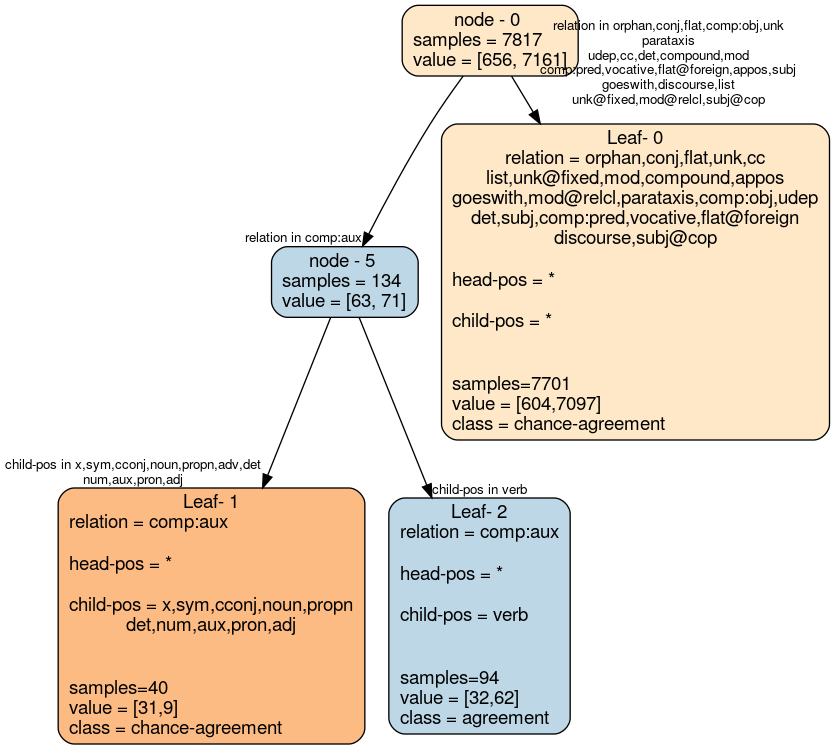 node - 0
samples = 7817
value = [656, 7161]
relation in orphan,conj,flat,comp:obj,unk
parataxis
udep,cc,det,compound,mod
comp:pred,vocative,flat@foreign,appos,subj
goeswith,discourse,list
unk@fixed,mod@relcl,subj@cop
Leaf- 0
relation = orphan,conj,flat,unk,cc
list,unk@fixed,mod,compound,appos
goeswith,mod@relcl,parataxis,comp:obj,udep
det,subj,comp:pred,vocative,flat@foreign
discourse,subj@cop
head-pos = *
child-pos = *
samples=7701
value = [604,7097]
class = chance-agreement
relation in comp:aux
node - 5
samples = 134
value = [63, 71]
child-pos in x,sym,cconj,noun,propn,adv,det
num,aux,pron,adj
Leaf- 1
relation = comp:aux
head-pos = *
child-pos = x,sym,cconj,noun,propn
det,num,aux,pron,adj
samples=40
value = [31,9]
class = chance-agreement
child-pos in verb
Leaf- 2
relation = comp:aux
head-pos = *
child-pos = verb
samples=94
value = [32,62]
class = agreement